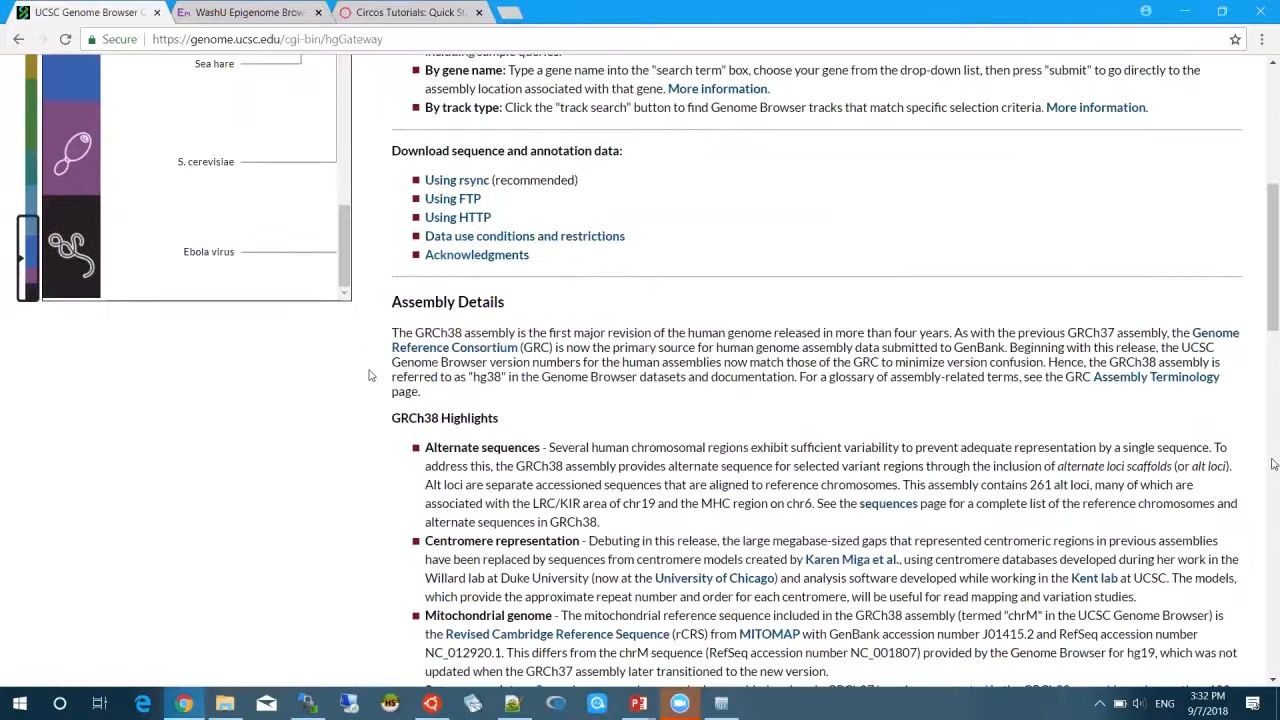 UCSC Genome Browser G
WashU Epigenome Brow
Circos Tutorials: Quick St
Secure
https://genome.ucsc.edu/cgi-bin/hgGateway
Sea hare
S. cerevisiae
Ebola virus
including sample queries.
By gene name: Type a gene name into the "search term" box, choose your gene from the drop-down list, then press "submit" to go directly to the
assembly location associated with that gene. More information.
By track type: Click the "track search" button to find Genome Browser tracks that match specific selection criteria. More information.
Download sequence and annotation data:
Using rsync (recommended)
Using FTP
Using HTTP
Data use conditions and restrictions
Acknowledgments
Assembly Details
The GRCh38 assembly is the first major revision of the human genome released in more than four years. As with the previous GRCh37 assembly, the Genome
Reference Consortium (GRC) is now the primary source for human genome assembly data submitted to GenBank. Beginning with this release, the UCSC
Genome Browser version numbers for the human assemblies now match those of the GRC to minimize version confusion. Hence, the GRCh38 assembly is
referred to as "hg38" in the Genome Browser datasets and documentation. For a glossary of assembly-related terms, see the GRC Assembly Terminology
page.
GRCh38 Highlights
Alternate sequences - Several human chromosomal regions exhibit sufficient variability to prevent adequate representation by a single sequence. To
address this, the GRCh38 assembly provides alternate sequence for selected variant regions through the inclusion of alternate loci scaffolds (or alt loci).
Alt loci are separate accessioned sequences that are aligned to reference chromosomes. This assembly contains 261 alt loci, many of which are
associated with the LRC/KIR area of chr19 and the MHC region on chr6. See the sequences page for a complete list of the reference chromosomes and
alternate sequences in GRCh38.
Centromere representation - Debuting in this release, the large megabase-sized gaps that represented centromeric regions in previous assemblies
have been replaced by sequences from centromere models created by Karen Miga et al., using centromere databases developed during her work in the
Willard lab at Duke University (now at the University of Chicago) and analysis software developed while working in the Kent lab at UCSC. The models,
which provide the approximate repeat number and order for each centromere, will be useful for read mapping and variation studies.
Mitochondrial genome - The mitochondrial reference sequence included in the GRCh38 assembly (termed "chrM" in the UCSC Genome Browser) is
the Revised Cambridge Reference Sequence (rCRS) from MITOMAP with GenBank accession number J01415.2 and RefSeq accession number
NC_012920.1. This differs from the chrM sequence (RefSeq accession number NC_001807) provided by the Genome Browser for hg19, which was not
updated when the GRCh37 assembly later transitioned to the new version.
ENG
3:32 PM
9/7/2018